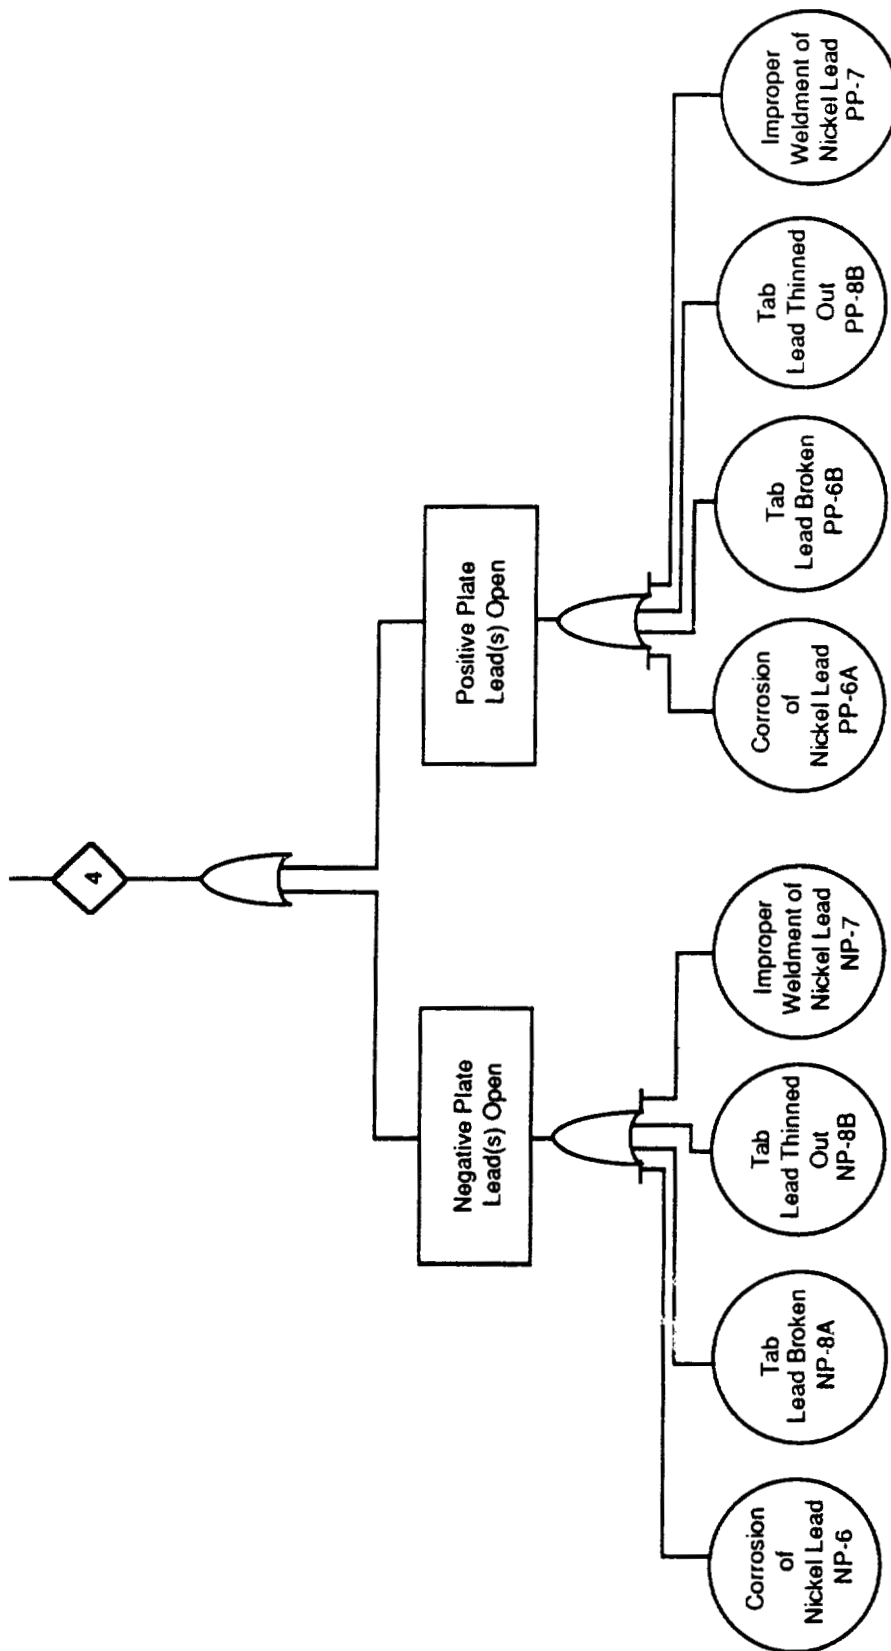 4
Negative Plate
Lead(s) Open
Positive Plate
Lead(s) Open
Corrosion
of
Nickel Lead
NP-6
Tab
Lead Broken
NP-8A
Tab
Lead Thinned
Out
NP-8B
Improper
Weldment of
Nickel Lead
NP-7
Corrosion
of
Nickel Lead
PP-6A
Tab
Lead Broken
PP-6B
Tab
Lead Thinned
Out
PP-8B
Improper
Weldment of
Nickel Lead
PP-7